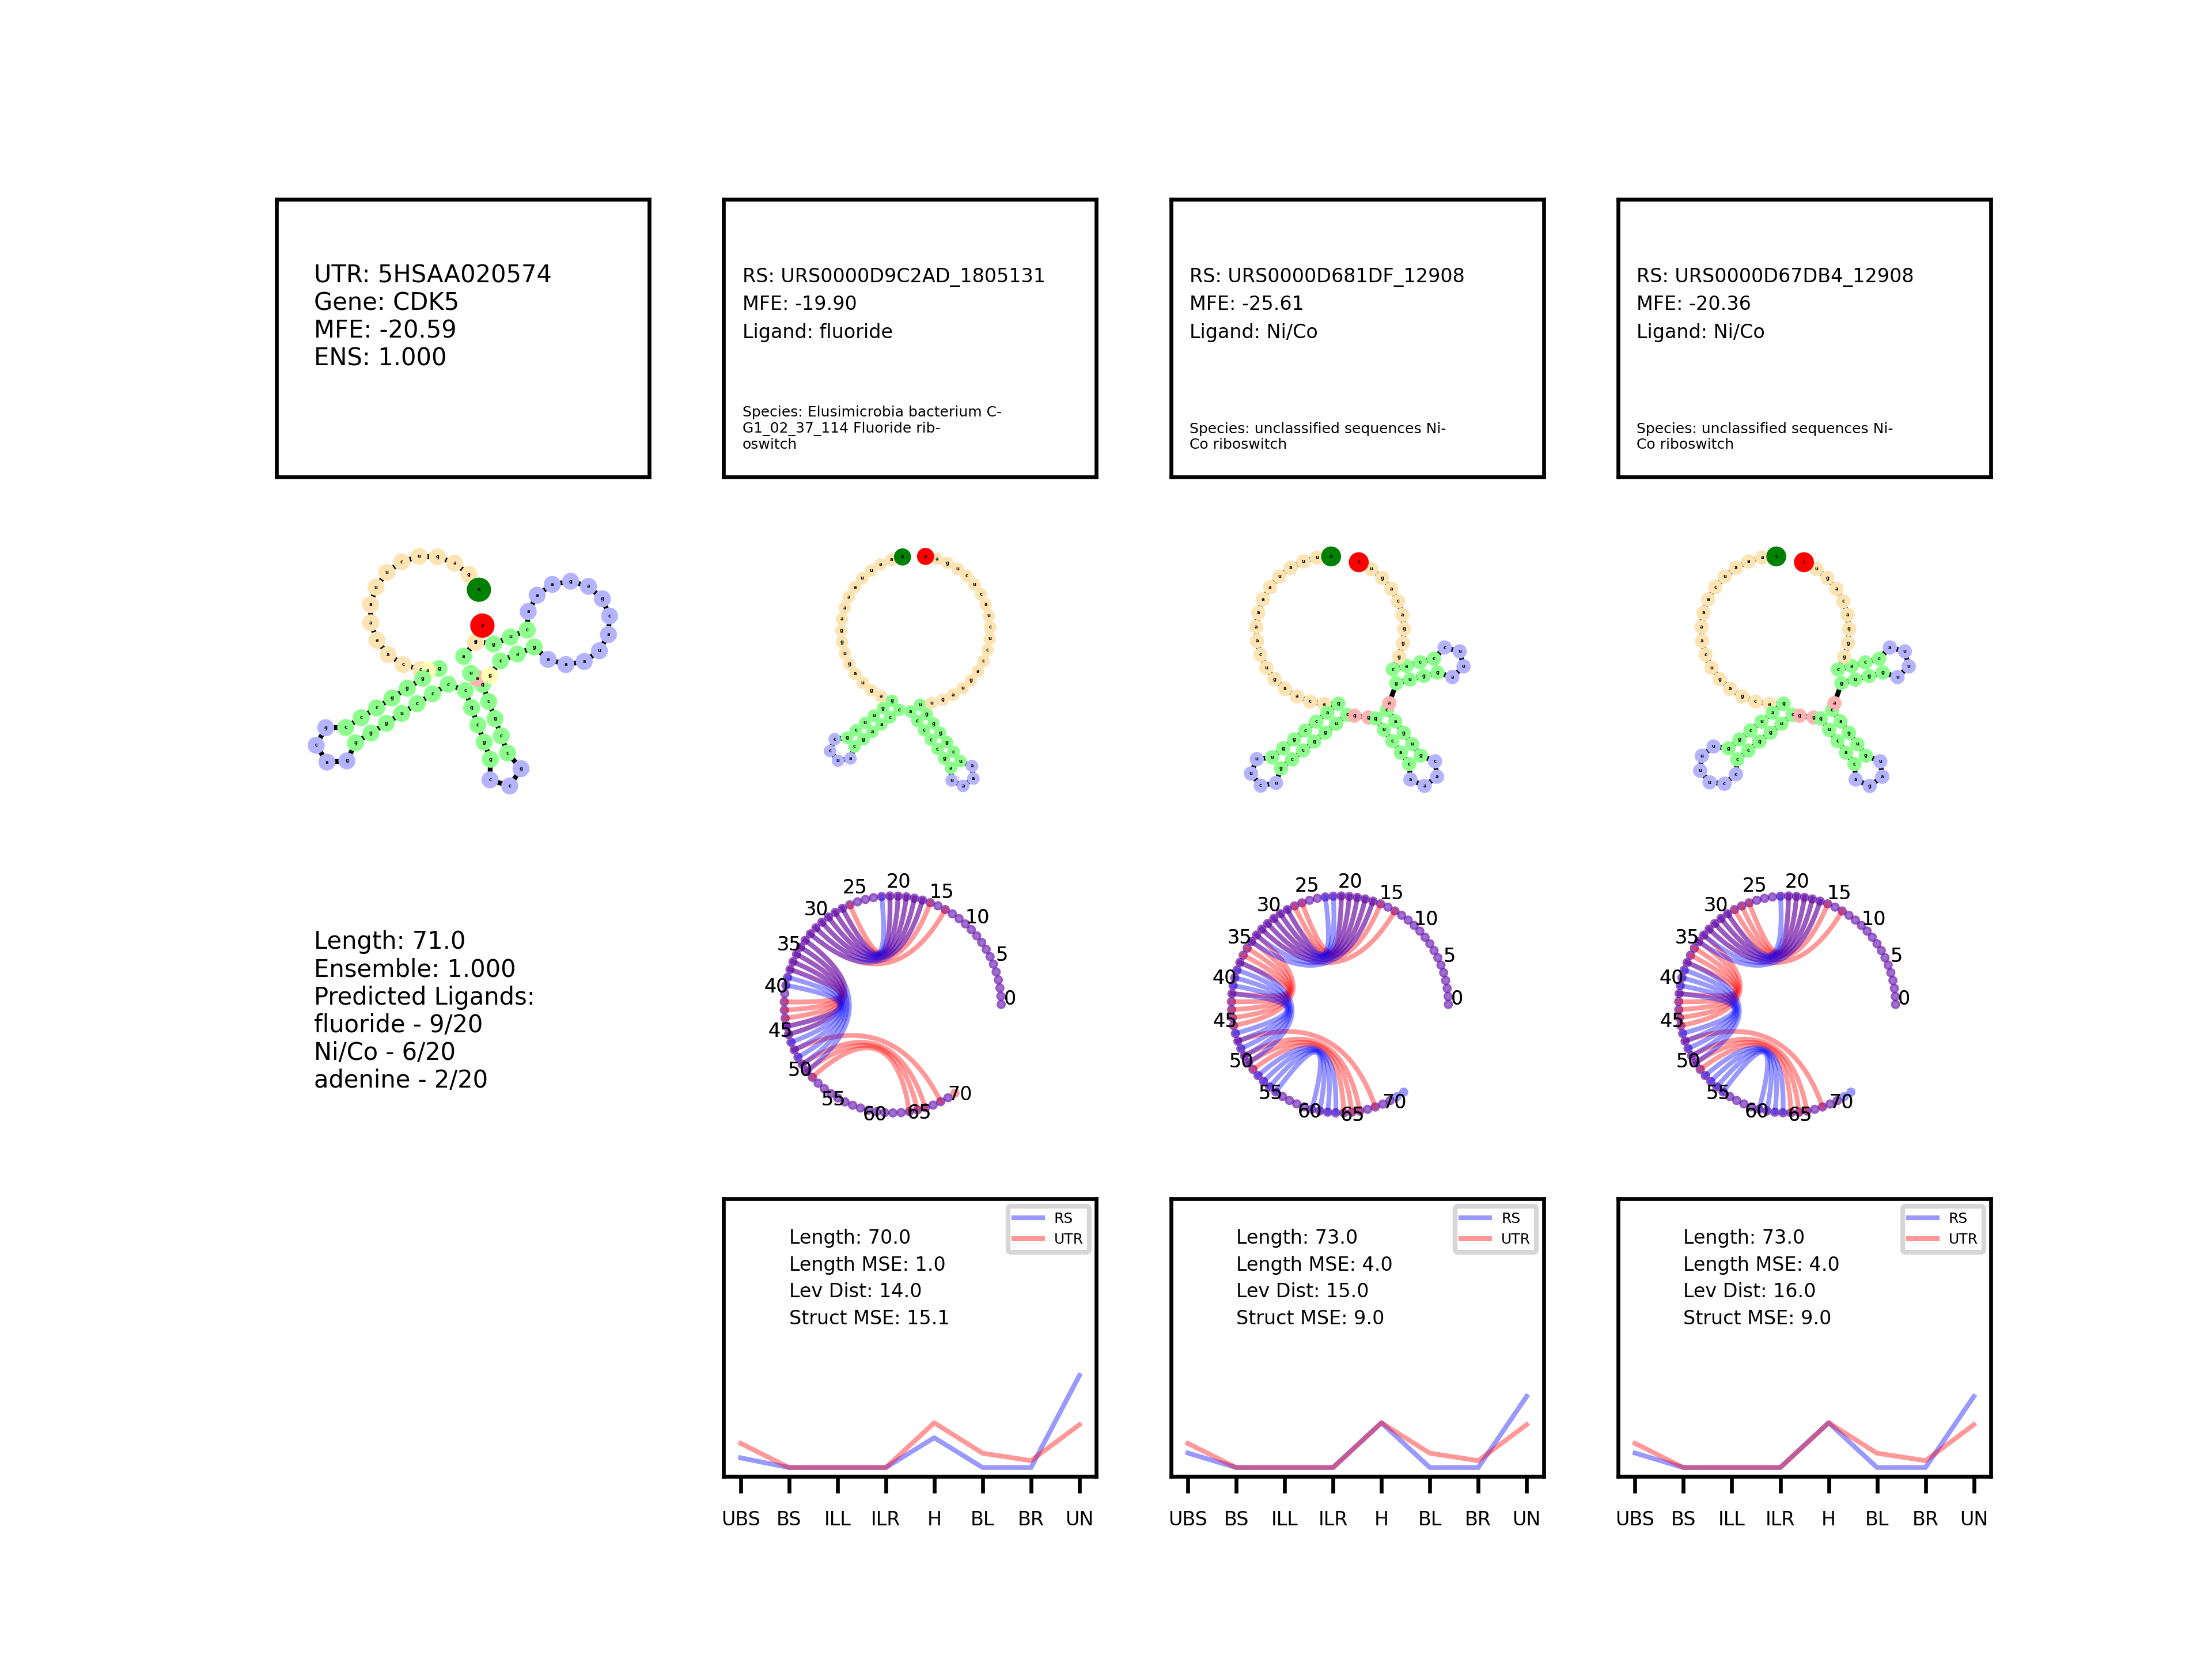 UTR: 5HSAA020574
Gene: CDK5
MFE: -20.59
ENS: 1.000
RS: URS0000D9C2AD_1805131
MFE: -19.90
Ligand: fluoride
Species: Elusimicrobia bacterium C-
G1_02_37_114 Fluoride rib-
oswitch
RS: URS0000D681DF_12908
MFE: -25.61
Ligand: Ni/Co
Species: unclassified sequences Ni-
Co riboswitch
RS: URS0000D67DB4_12908
MFE: -20.36
Ligand: Ni/Co
Species: unclassified sequences Ni-
Co riboswitch
Length: 71.0
Ensemble: 1.000
Predicted Ligands:
fluoride - 9/20
Ni/Co - 6/20
adenine - 2/20
0 5 10 15 20 25 30 35 40 45 50 55 60 65 70
0 5 10 15 20 25 30 35 40 45 50 55 60 65 70
0 5 10 15 20 25 30 35 40 45 50 55 60 65 70
RS
UTR
Length: 70.0
Length MSE: 1.0
Lev Dist: 14.0
Struct MSE: 15.1
UBS BS ILL ILR H BL BR UN
RS
UTR
Length: 73.0
Length MSE: 4.0
Lev Dist: 15.0
Struct MSE: 9.0
UBS BS ILL ILR H BL BR UN
RS
UTR
Length: 73.0
Length MSE: 4.0
Lev Dist: 16.0
Struct MSE: 9.0
UBS BS ILL ILR H BL BR UN